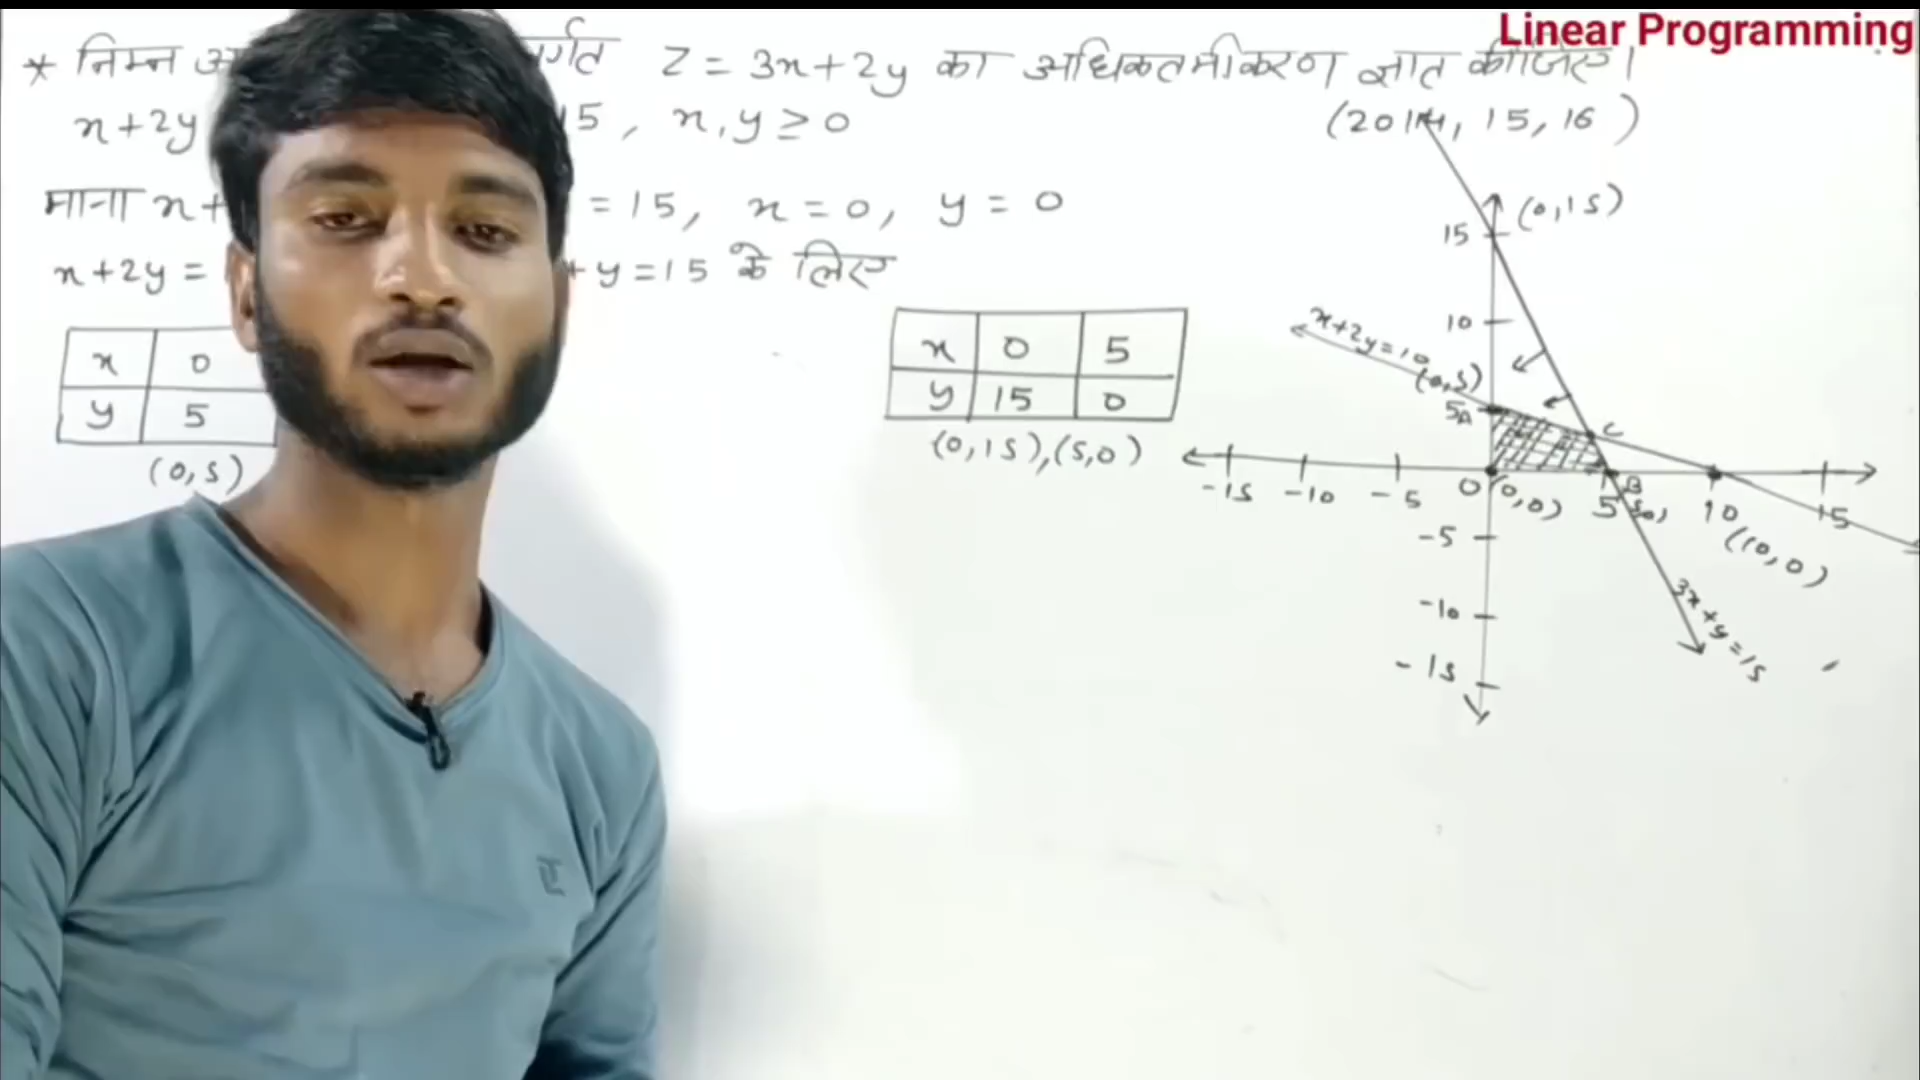 Linear Programming
* निम्न र्गत Z = 3x+2y का अधिकतमीकरण ज्ञात कीजिए।
x+2y 15, x, y ≥ 0 (2014, 15, 16)
माना x+ = 15, x = 0, y = 0
x+2y = +y = 15 के लिए
x 0
y 5
(0,5)
x 0 5
y 15 0
(0,15),(5,0)
(0,15)
15
10
x+2y=10
(0,5)
5 A
C
-15 -10 -5 0 (0,0) 5 B 10 15
(10,0)
-5
-10
-15
3x+y=15